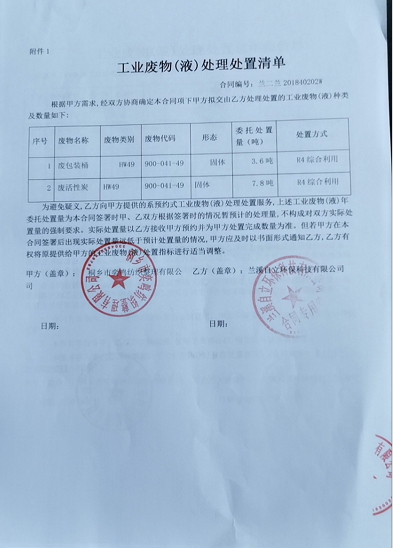 附件 1
工业废物(液)处理处置清单
合同编号: 兰二危 201840202W
根据甲方需求,经双方协商确定本合同项下甲方拟交由乙方处理处置的工业废物(液)种类
及数量如下:
序号 废物名称 废物类别 废物代码 形态 委托处置量(吨) 处置方式
1 废包装桶 HW49 900-041-49 固体 3.6 吨 R4 综合利用
2 废活性炭 HW49 900-041-49 固体 7.8 吨 R4 综合利用
为避免疑义,乙方向甲方提供的系预约式工业废物(液)处理处置服务,上述工业废物(液)年
委托处置量为本合同签署时甲、乙双方根据签署时的情况暂预计的处理量,不构成对双方实际处
置量的强制要求。实际处置量以乙方接收甲方预约并为甲方处置完成数量为准。但若甲方在本
合同签署后出现实际处置量可低于预计处置量的情况,甲方应及时以书面形式通知乙方,乙方有
权将原提供给甲方的工业废物(液)处置指标进行适当调整。
甲方(盖章): 桐乡市 纺织 有限公 乙方(盖章): 兰溪自立环保科技有限公司
司
日期: 日期: